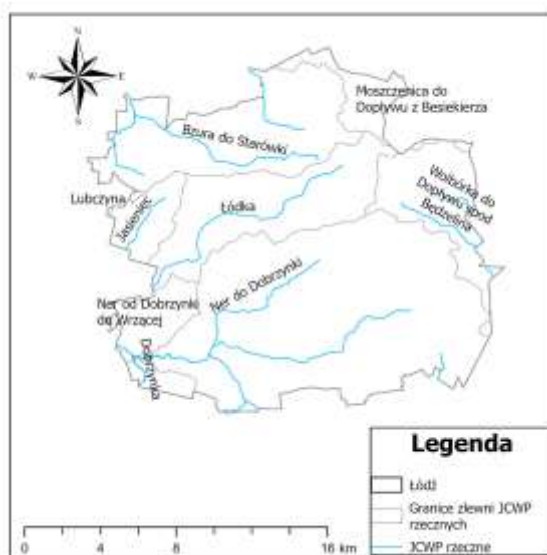 N
W E
S
Moszczenica do
Dopływu z Besiekierza
Bzura do Starówki
Wolbórka do
Dopływu spod
Będzelina
Lubczyna
Jasieniec
Łódka
Ner do Dobrzynki
Ner od Dobrzynki
do Wrzącej
Dobrzynka
Legenda
Łódź
Granice zlewni JCWP
rzecznych
JCWP rzeczne
0 4 8 16 km